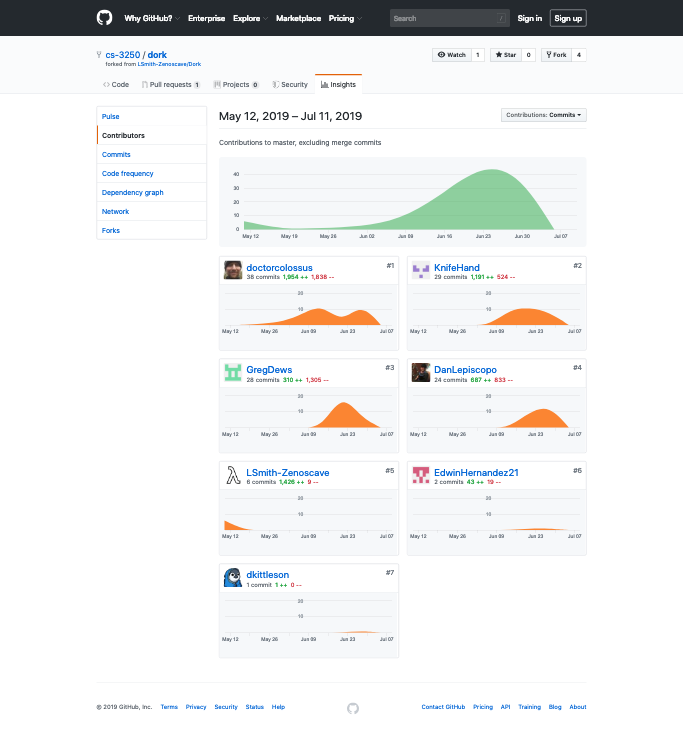 Why GitHub? Enterprise Explore Marketplace Pricing Search / Sign in Sign up
cs-3250 / dork Watch 1 Star 0 Fork 4
forked from LSmith-Zenoscave/Dork
Code Pull requests 1 Projects 0 Security Insights
Pulse
Contributors
Commits
Code frequency
Dependency graph
Network
Forks
May 12, 2019 – Jul 11, 2019 Contributions: Commits
Contributions to master, excluding merge commits
40
30
20
10
0
May 12 May 19 May 26 Jun 02 Jun 09 Jun 16 Jun 23 Jun 30 Jul 07
doctorcolossus #1
38 commits 1,954 ++ 1,838 --
20
10
May 12 May 26 Jun 09 Jun 23 Jul 07
KnifeHand #2
29 commits 1,191 ++ 524 --
20
10
May 12 May 26 Jun 09 Jun 23 Jul 07
GregDews #3
28 commits 310 ++ 1,305 --
20
10
May 12 May 26 Jun 09 Jun 23 Jul 07
DanLepiscopo #4
24 commits 687 ++ 833 --
20
10
May 12 May 26 Jun 09 Jun 23 Jul 07
LSmith-Zenoscave #5
6 commits 1,426 ++ 9 --
20
10
May 12 May 26 Jun 09 Jun 23 Jul 07
EdwinHernandez21 #6
2 commits 43 ++ 19 --
20
10
May 12 May 26 Jun 09 Jun 23 Jul 07
dkittleson #7
1 commit 1 ++ 0 --
20
10
May 12 May 26 Jun 09 Jun 23 Jul 07
© 2019 GitHub, Inc. Terms Privacy Security Status Help Contact GitHub Pricing API Training Blog About